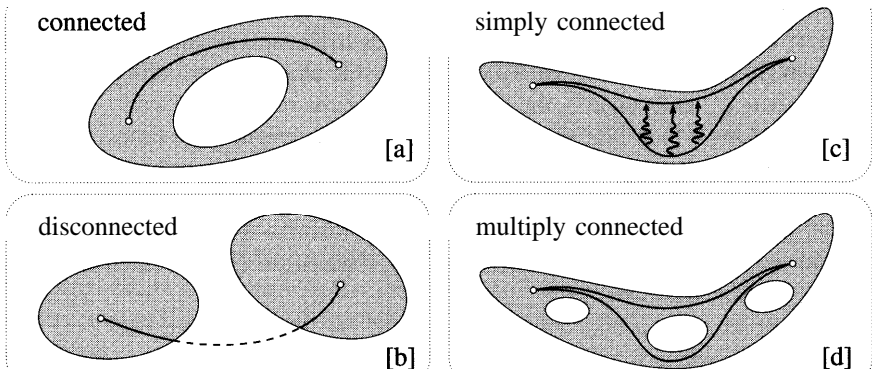 connected
[a]
simply connected
[c]
disconnected
[b]
multiply connected
[d]